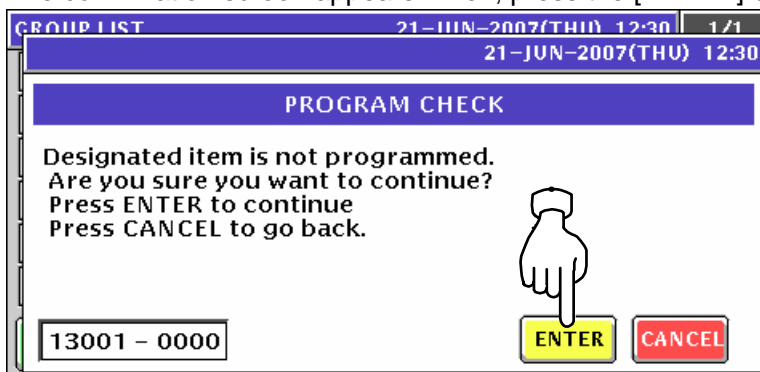 GROUP LIST 21-JUN-2007(THU) 12:30 1/1
21-JUN-2007(THU) 12:30
PROGRAM CHECK
Designated item is not programmed.
Are you sure you want to continue?
Press ENTER to continue
Press CANCEL to go back.
13001 - 0000 ENTER CANCEL